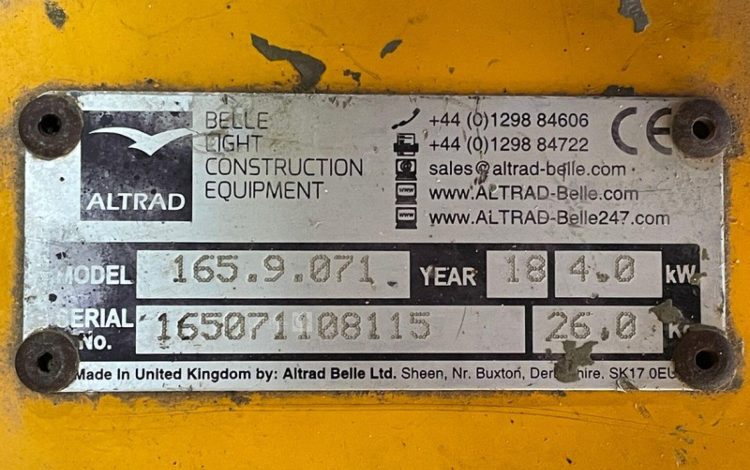 ALTRAD
BELLE
LIGHT
CONSTRUCTION
EQUIPMENT
+44 (0)1298 84606
+44 (0)1298 84722
sales@altrad-belle.com
www.ALTRAD-Belle.com
www.ALTRAD-Belle247.com
CE
MODEL 165.9.071 YEAR 18 4.0 kW
SERIAL No. 165071108115 26.0
Made In United Kingdom by: Altrad Belle Ltd. Sheen, Nr. Buxton, SK17 0EU